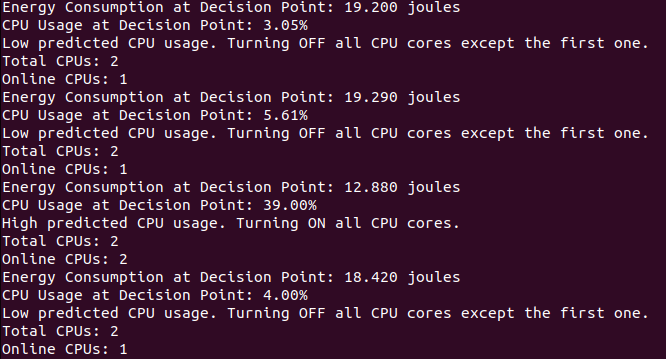 Energy Consumption at Decision Point: 19.200 joules
CPU Usage at Decision Point: 3.05%
Low predicted CPU usage. Turning OFF all CPU cores except the first one.
Total CPUs: 2
Online CPUs: 1
Energy Consumption at Decision Point: 19.290 joules
CPU Usage at Decision Point: 5.61%
Low predicted CPU usage. Turning OFF all CPU cores except the first one.
Total CPUs: 2
Online CPUs: 1
Energy Consumption at Decision Point: 12.880 joules
CPU Usage at Decision Point: 39.00%
High predicted CPU usage. Turning ON all CPU cores.
Total CPUs: 2
Online CPUs: 2
Energy Consumption at Decision Point: 18.420 joules
CPU Usage at Decision Point: 4.00%
Low predicted CPU usage. Turning OFF all CPU cores except the first one.
Total CPUs: 2
Online CPUs: 1